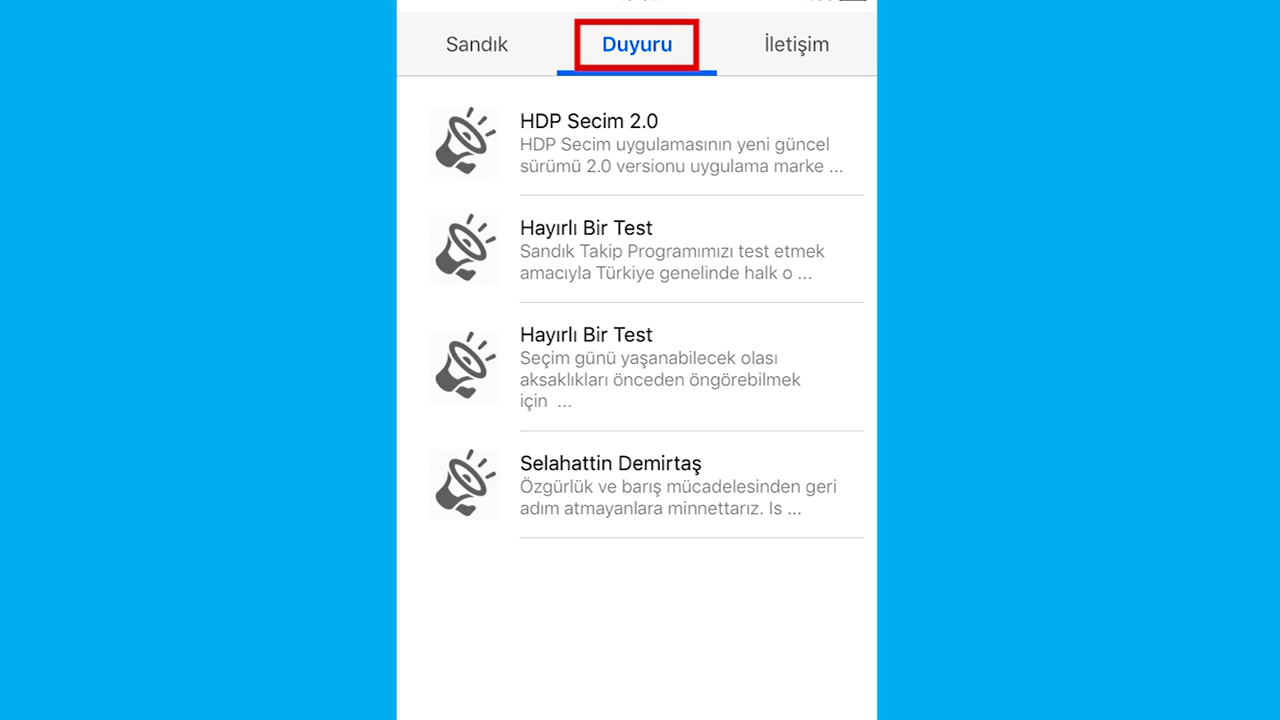 Sandık
Duyuru
İletişim
HDP Secim 2.0
HDP Secim uygulamasının yeni güncel
sürümü 2.0 versionu uygulama marke ...
Hayırlı Bir Test
Sandık Takip Programımızı test etmek
amacıyla Türkiye genelinde halk o ...
Hayırlı Bir Test
Seçim günü yaşanabilecek olası
aksaklıkları önceden öngörebilmek
için ...
Selahattin Demirtaş
Özgürlük ve barış mücadelesinden geri
adım atmayanlara minnettarız. Is ...